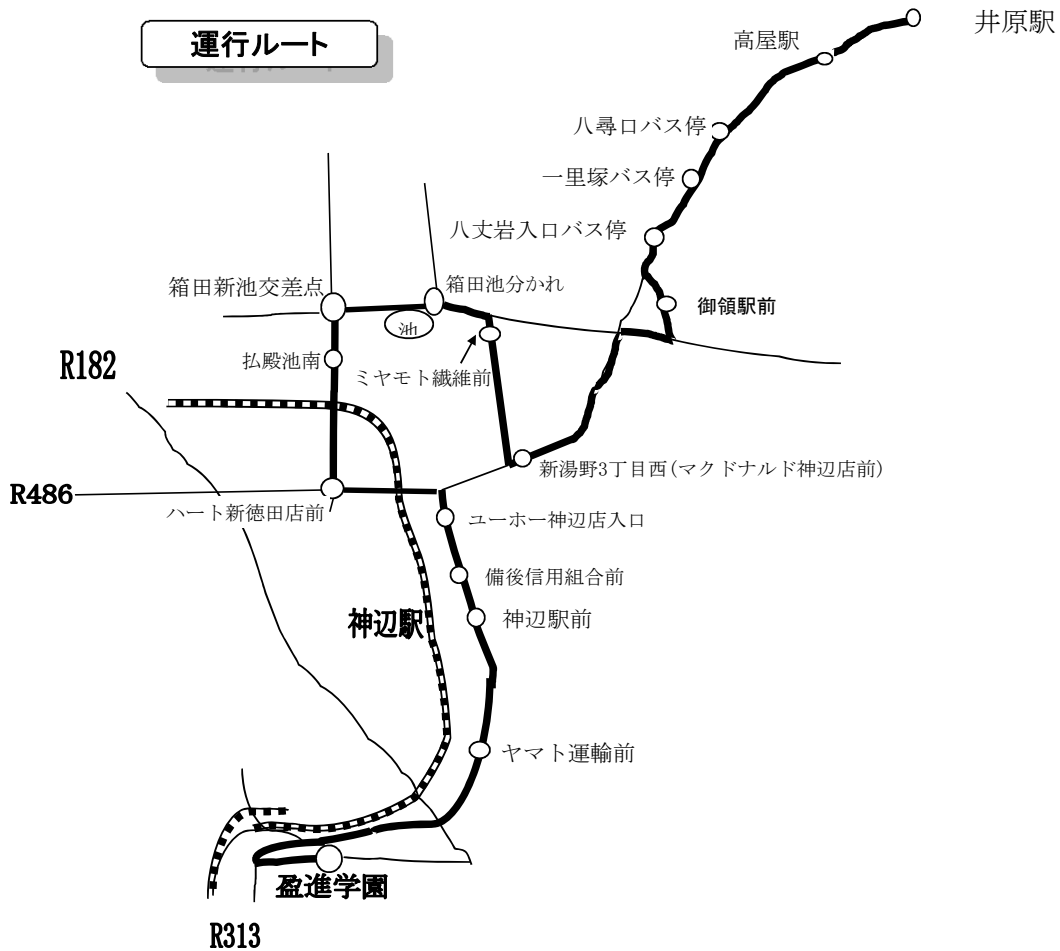 運行ルート
井原駅
高屋駅
八尋口バス停
一里塚バス停
八丈岩入口バス停
箱田池分かれ
箱田新池交差点
御領駅前
池
払殿池南
R182
ミヤモト繊維前
新湯野3丁目西(マクドナルド神辺店前)
R486
ハート新徳田店前
ユーホー神辺店入口
備後信用組合前
神辺駅
神辺駅前
ヤマト運輸前
盈進学園
R313